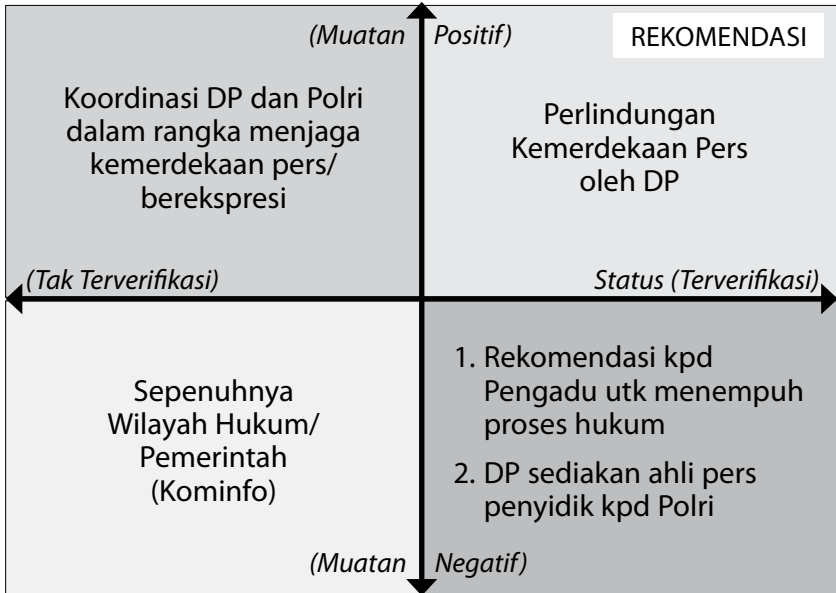 (Muatan Positif)
REKOMENDASI
Koordinasi DP dan Polri
dalam rangka menjaga
kemerdekaan pers/
berekspresi
Perlindungan
Kemerdekaan Pers
oleh DP
(Tak Terverifikasi)
Status (Terverifikasi)
Sepenuhnya
Wilayah Hukum/
Pemerintah
(Kominfo)
1. Rekomendasi kpd
Pengadu utk menempuh
proses hukum
2. DP sediakan ahli pers
penyidik kpd Polri
(Muatan Negatif)